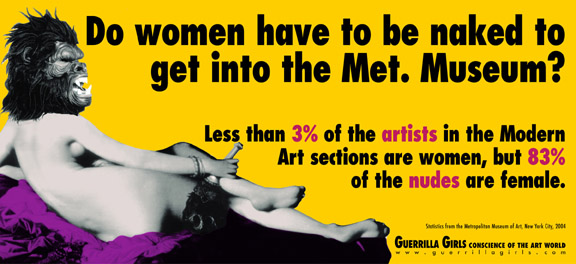 Do women have to be naked to
get into the Met. Museum?
Less than 3% of the artists in the Modern
Art sections are women, but 83%
of the nudes are female.
Statistics from the Metropolitan Museum of Art, New York City, 2004
GUERRILLA GIRLS CONSCIENCE OF THE ART WORLD
www.guerrillagirls.com